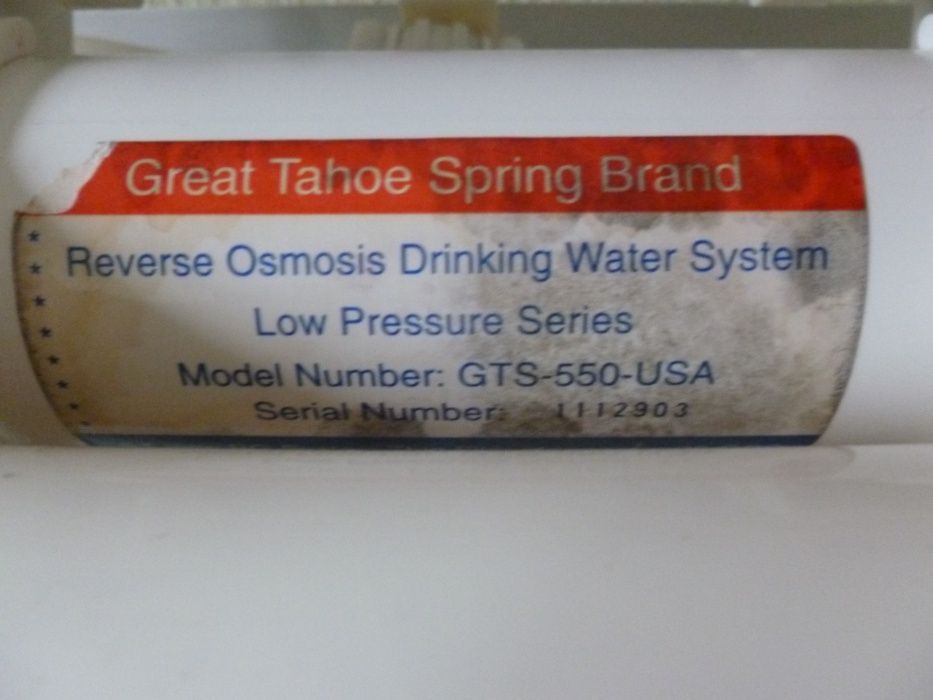 Great Tahoe Spring Brand
Reverse Osmosis Drinking Water System
Low Pressure Series
Model Number: GTS-550-USA
Serial Number: 1112903